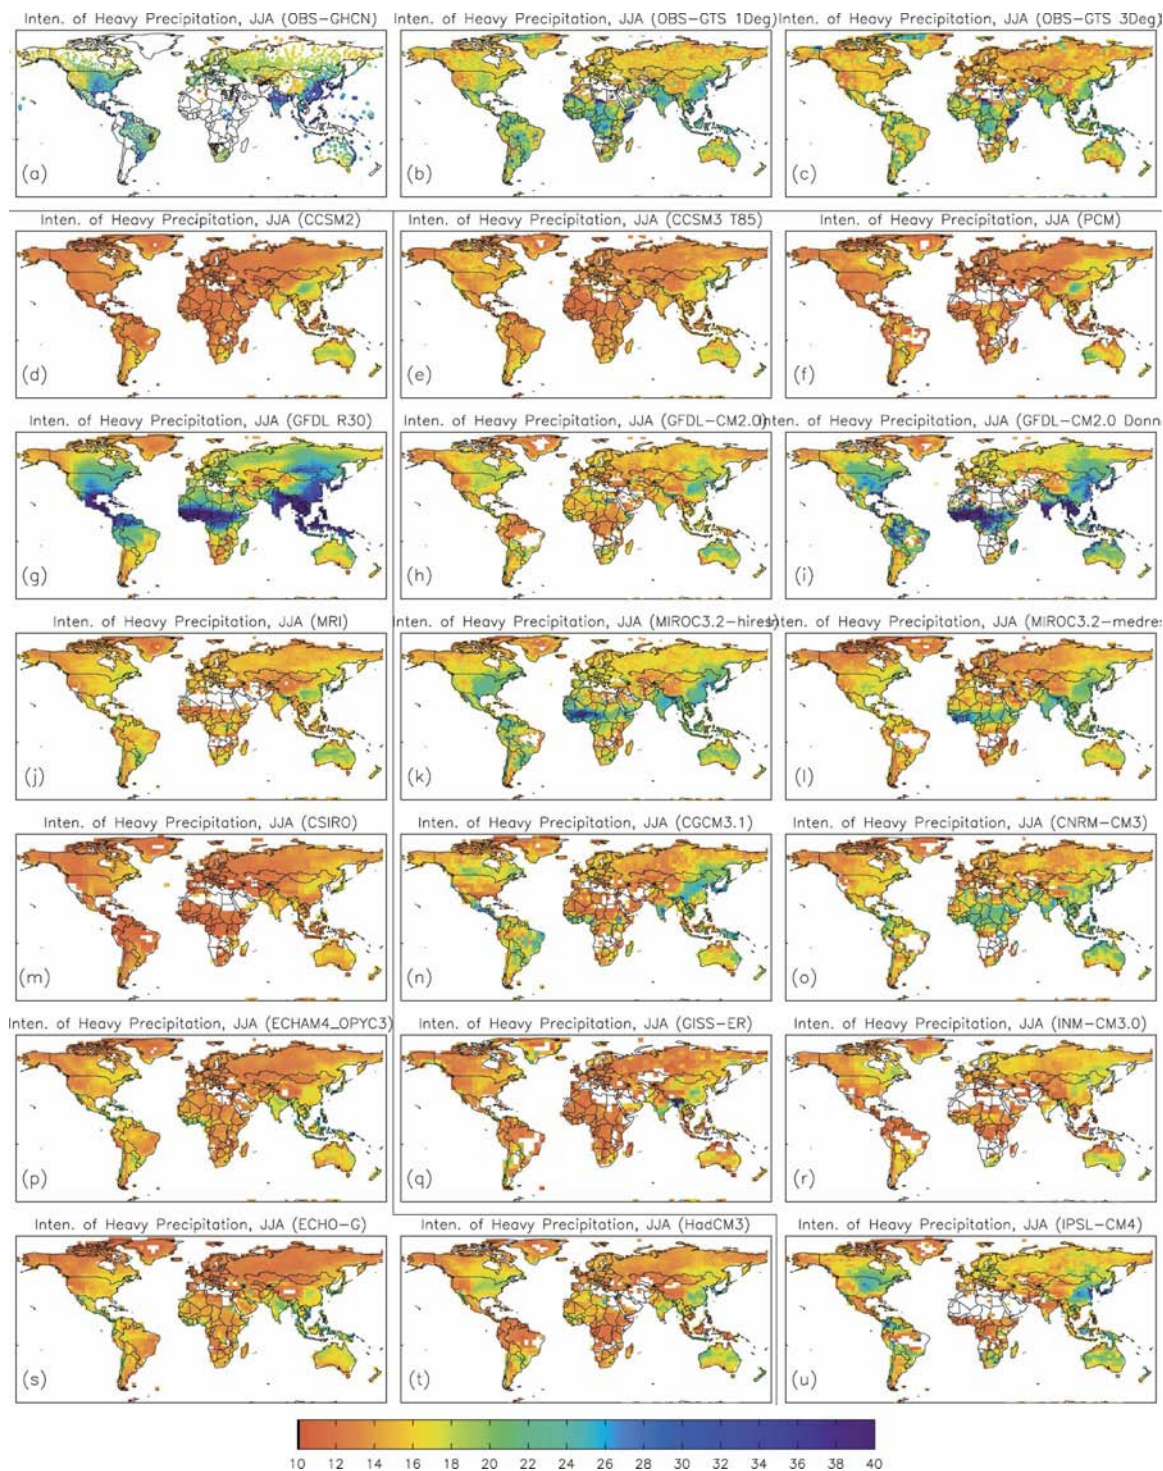 Inten. of Heavy Precipitation, JJA (OBS-GHCN)
Inten. of Heavy Precipitation, JJA (OBS-GTS 1Deg)
Inten. of Heavy Precipitation, JJA (OBS-GTS 3Deg)
(a)
(b)
(c)
Inten. of Heavy Precipitation, JJA (CCSM2)
Inten. of Heavy Precipitation, JJA (CCSM3 T85)
Inten. of Heavy Precipitation, JJA (PCM)
(d)
(e)
(f)
Inten. of Heavy Precipitation, JJA (GFDL R30)
Inten. of Heavy Precipitation, JJA (GFDL-CM2.0)
Inten. of Heavy Precipitation, JJA (GFDL-CM2.0 Donn
(g)
(h)
(i)
Inten. of Heavy Precipitation, JJA (MRI)
Inten. of Heavy Precipitation, JJA (MIROC3.2-hires)
Inten. of Heavy Precipitation, JJA (MIROC3.2-medres
(j)
(k)
(l)
Inten. of Heavy Precipitation, JJA (CSIRO)
Inten. of Heavy Precipitation, JJA (CGCM3.1)
Inten. of Heavy Precipitation, JJA (CNRM-CM3)
(m)
(n)
(o)
Inten. of Heavy Precipitation, JJA (ECHAM4_OPYC3)
Inten. of Heavy Precipitation, JJA (GISS-ER)
Inten. of Heavy Precipitation, JJA (INM-CM3.0)
(p)
(q)
(r)
Inten. of Heavy Precipitation, JJA (ECHO-G)
Inten. of Heavy Precipitation, JJA (HadCM3)
Inten. of Heavy Precipitation, JJA (IPSL-CM4)
(s)
(t)
(u)
10 12 14 16 18 20 22 24 26 28 30 32 34 36 38 40